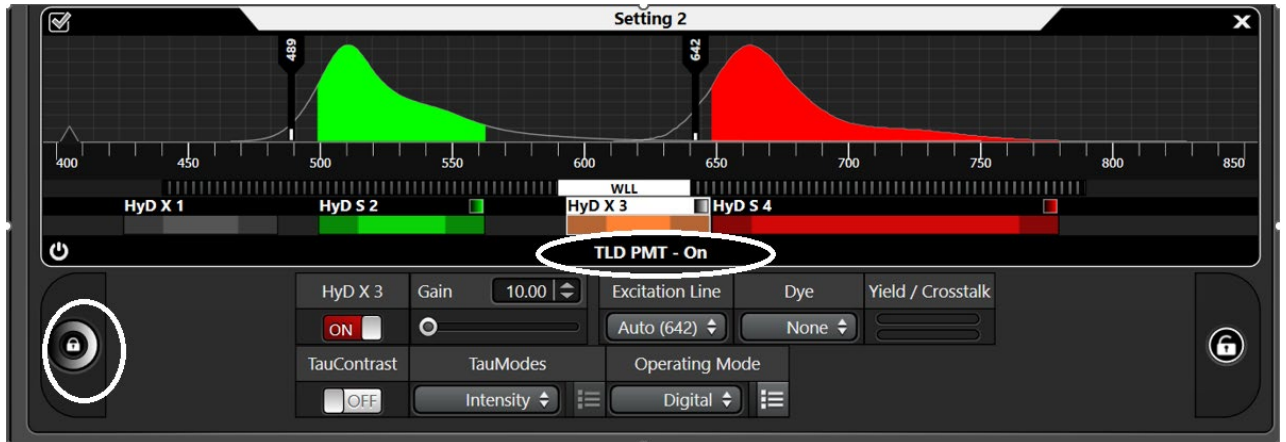 Setting 2 X
489
642
400 450 500 550 600 650 700 750 800 850
WLL
HyD X 1 HyD S 2 HyD X 3 HyD S 4
TLD PMT - On
HyD X 3 Gain 10.00 Excitation Line Dye Yield / Crosstalk
ON Auto (642) None
TauContrast TauModes Operating Mode
OFF Intensity Digital